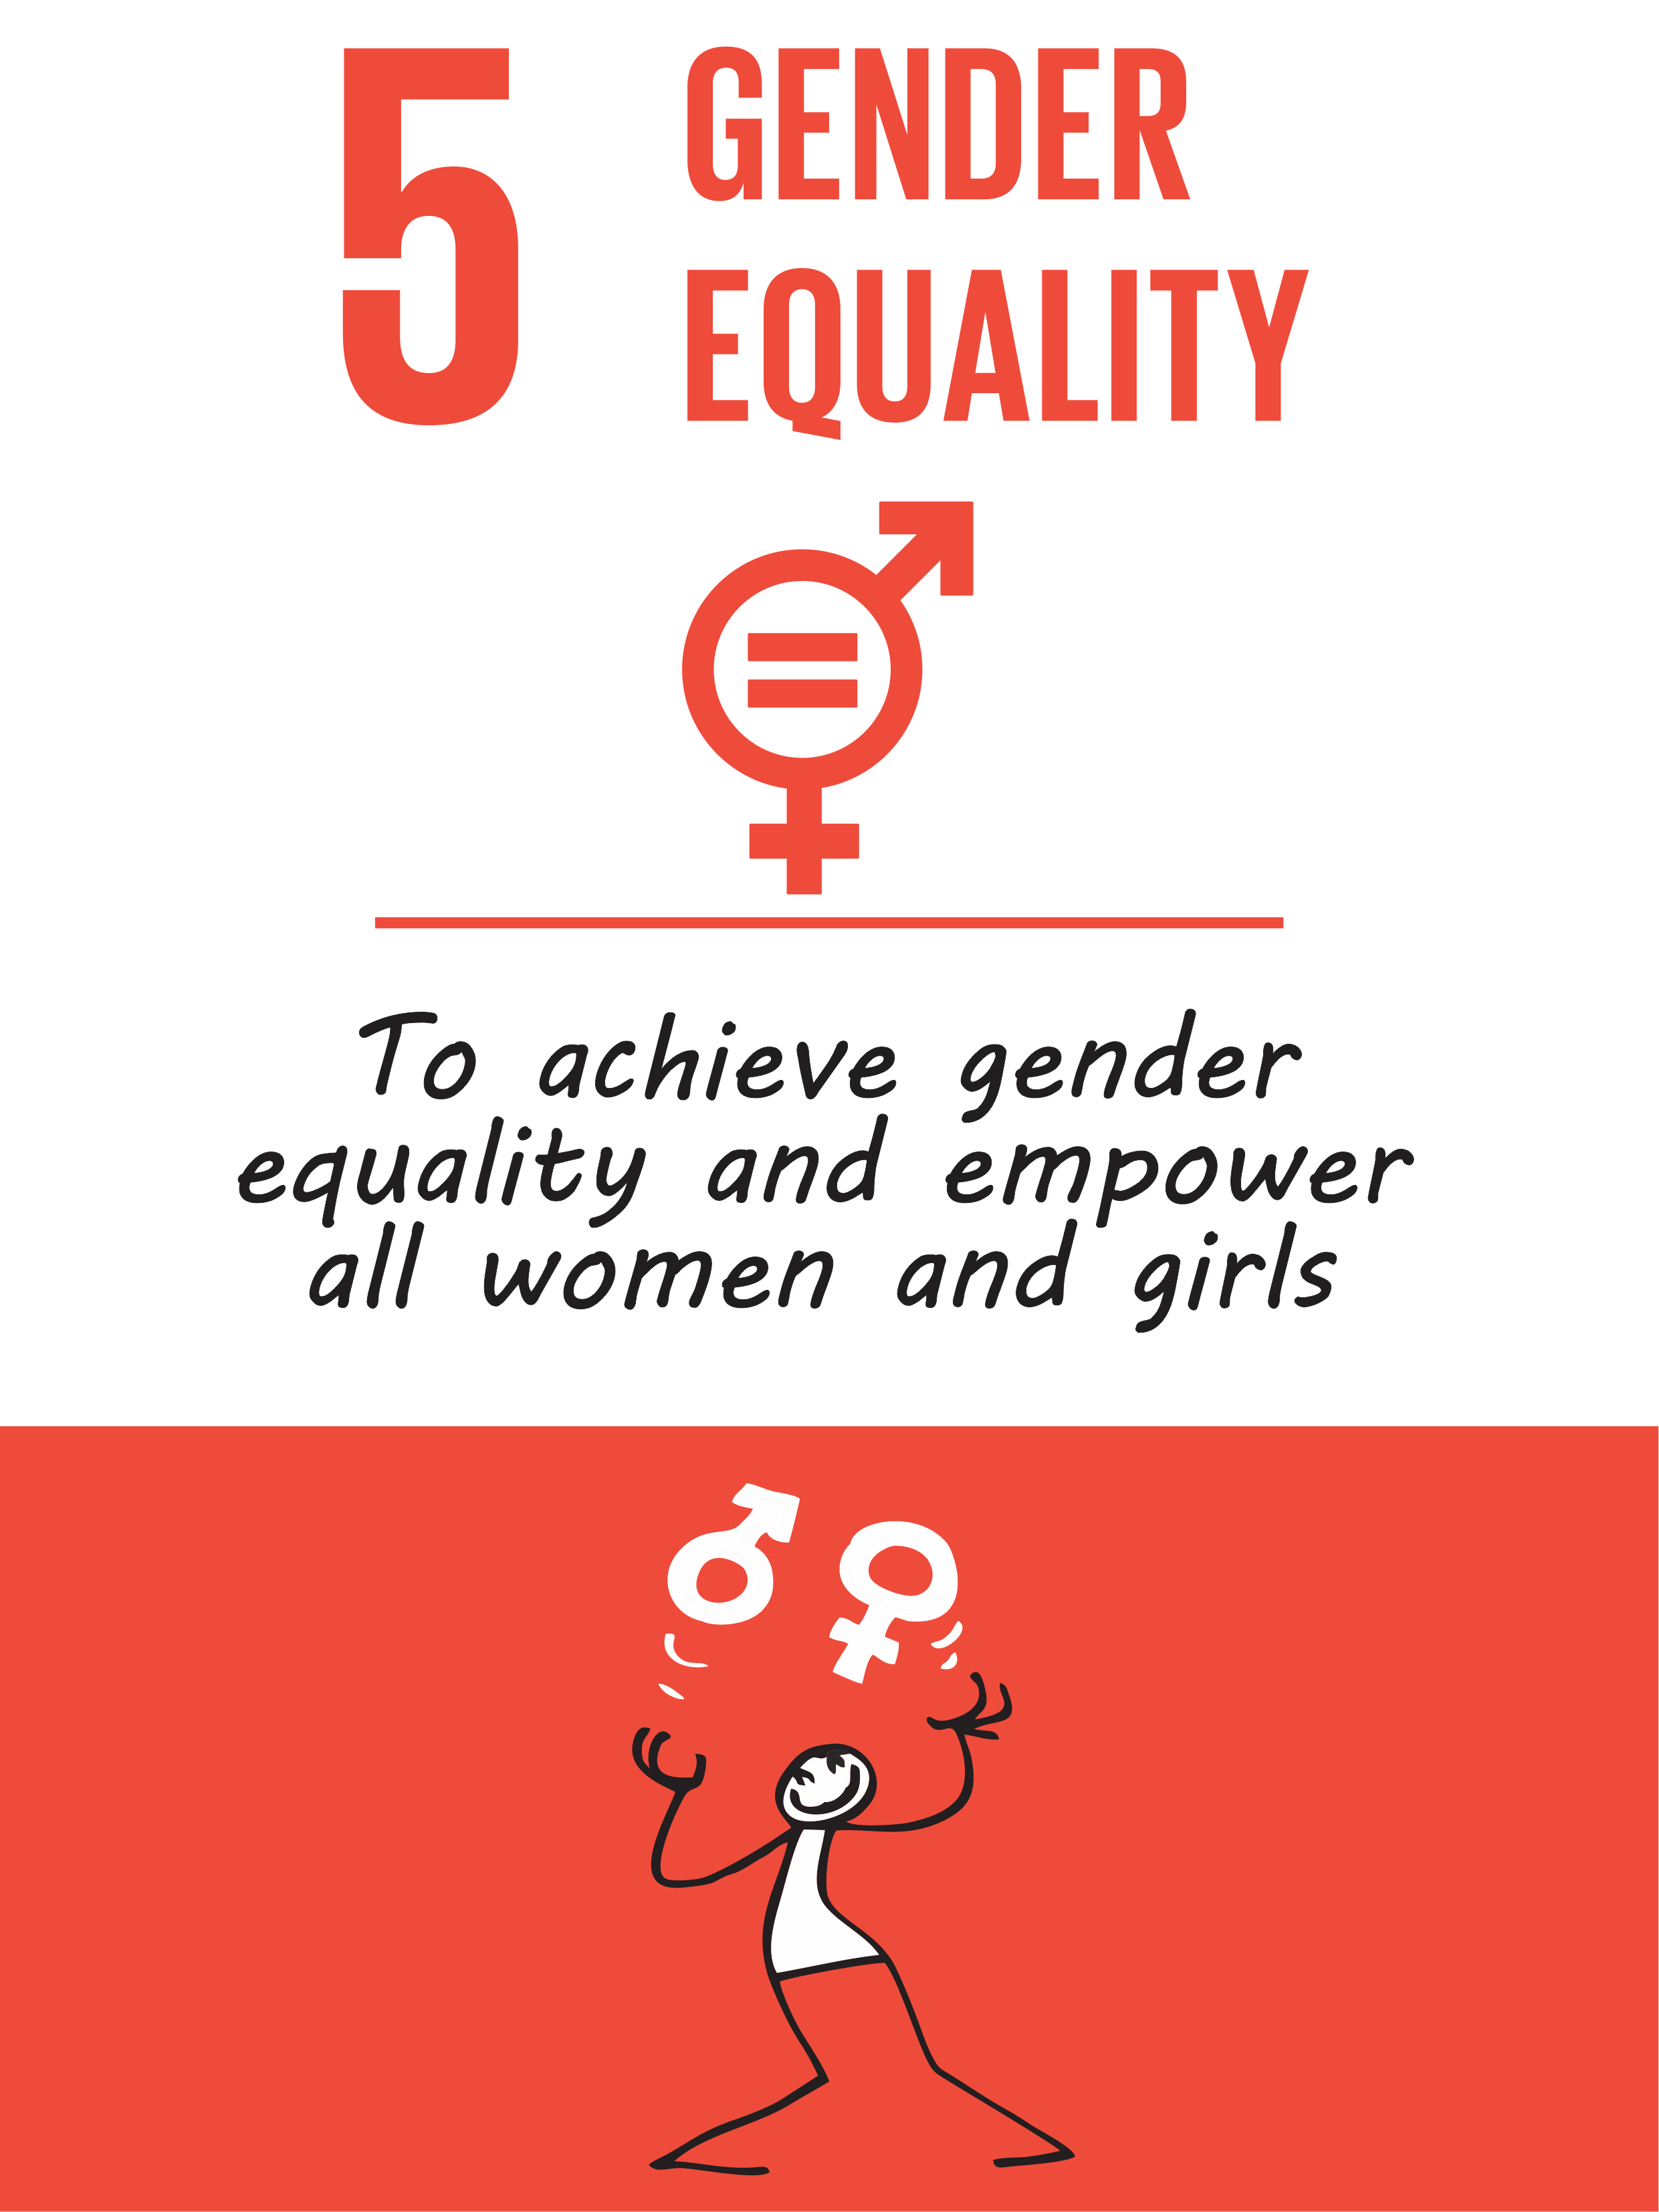 5 GENDER
EQUALITY
To achieve gender
equality and empower
all women and girls